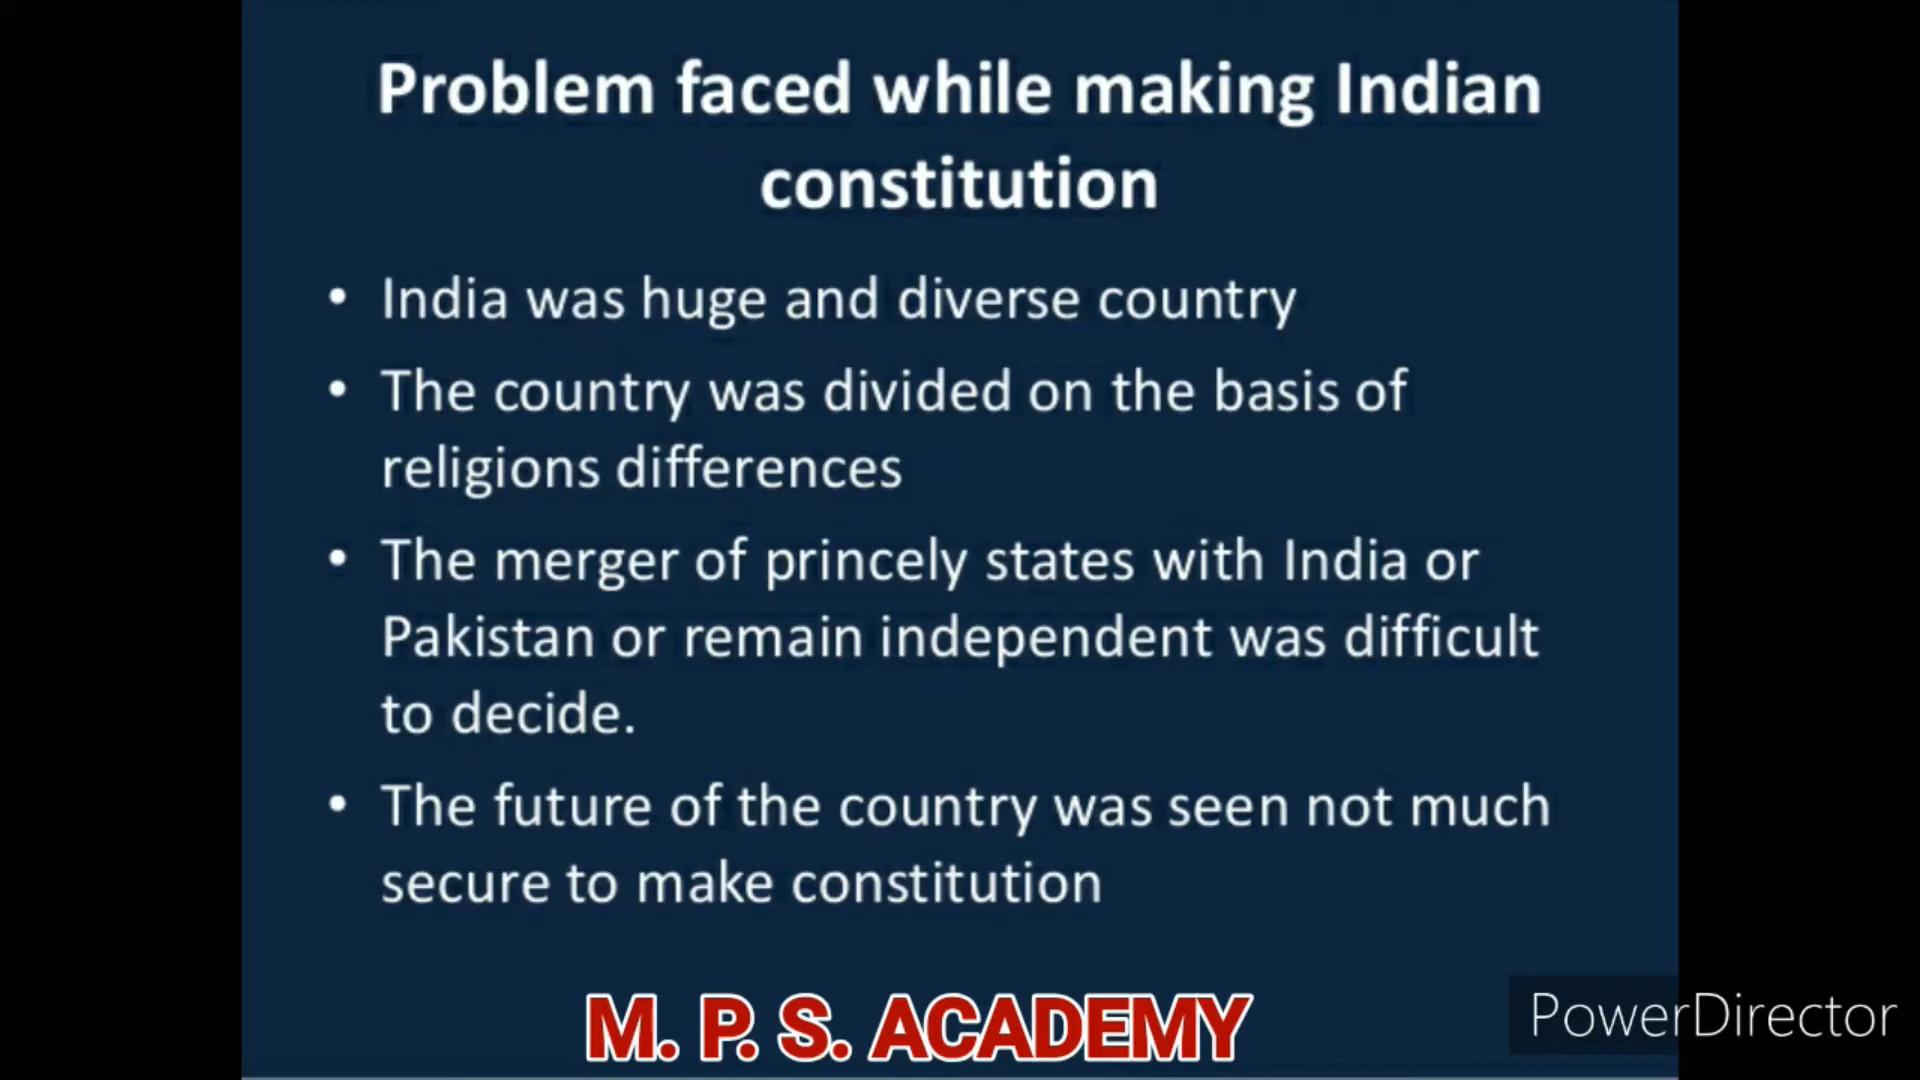 Problem faced while making Indian
constitution
• India was huge and diverse country
• The country was divided on the basis of
religions differences
• The merger of princely states with India or
Pakistan or remain independent was difficult
to decide.
• The future of the country was seen not much
secure to make constitution
M. P. S. ACADEMY
PowerDirector